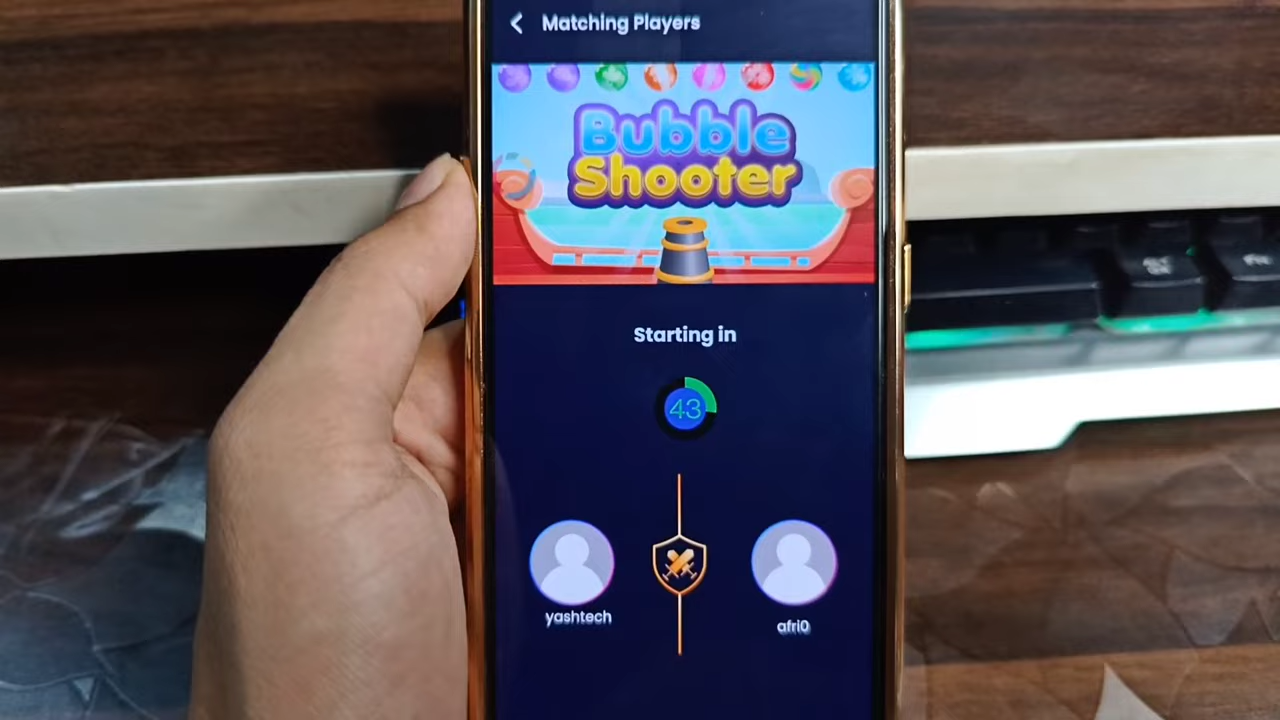 Matching Players
Bubble
Shooter
Starting in
43
yashtech
afri0